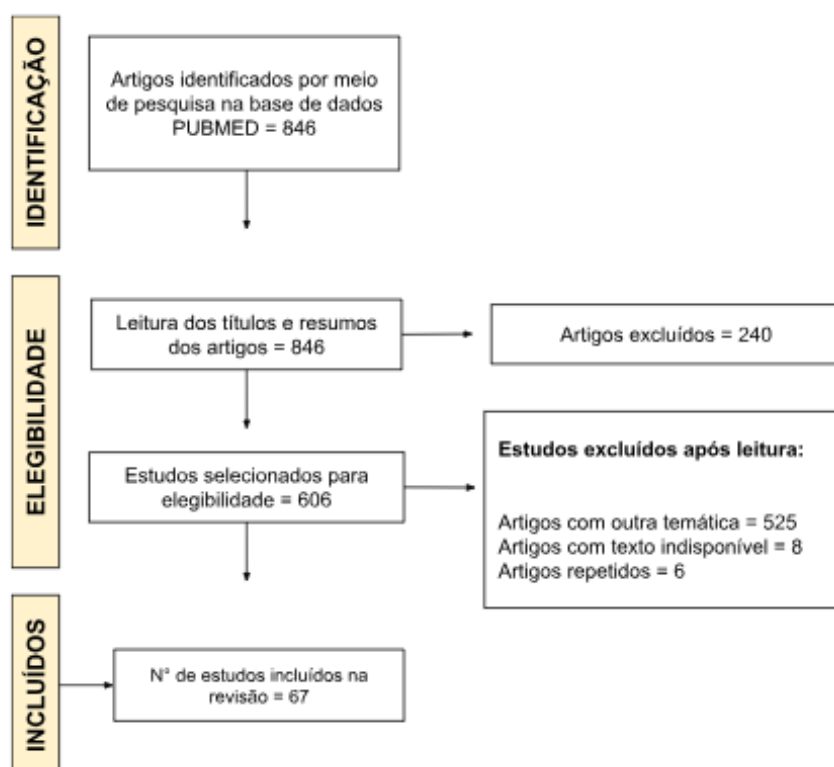 IDENTIFICAÇÃO
Artigos identificados por meio
de pesquisa na base de dados
PUBMED = 846
ELEGIBILIDADE
Leitura dos títulos e resumos
dos artigos = 846
Artigos excluídos = 240
Estudos selecionados para
elegibilidade = 606
Estudos excluídos após leitura:
Artigos com outra temática = 525
Artigos com texto indisponível = 8
Artigos repetidos = 6
INCLUÍDOS
N° de estudos incluídos na
revisão = 67